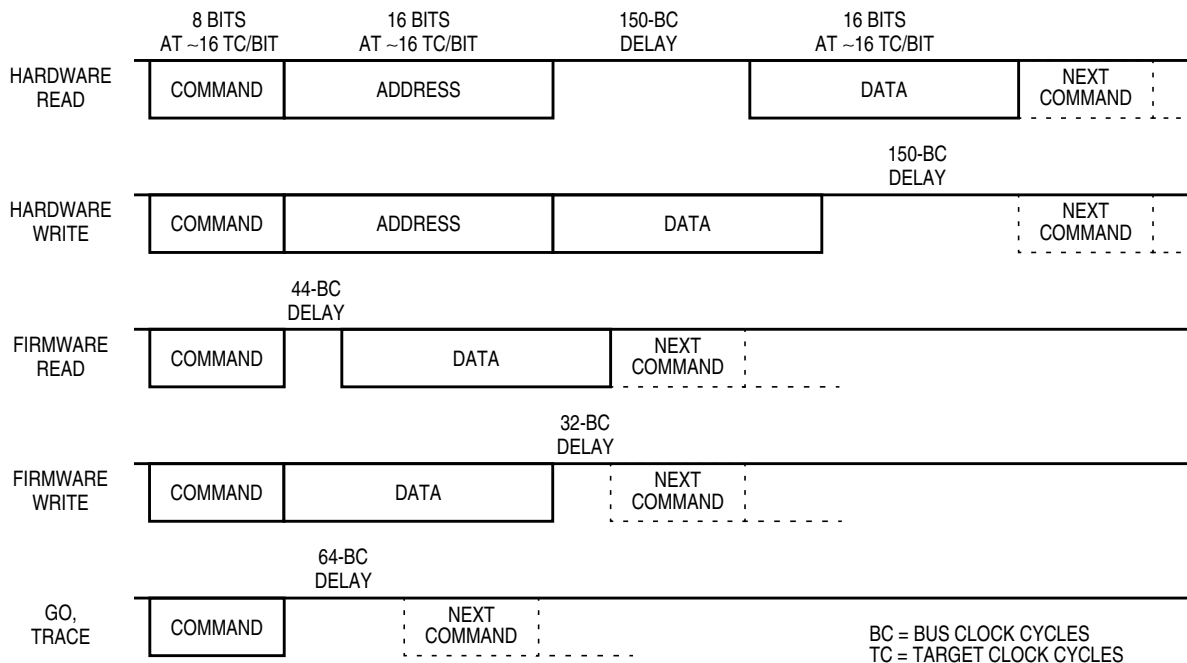 8 BITS
AT ~16 TC/BIT
16 BITS
AT ~16 TC/BIT
150-BC
DELAY
16 BITS
AT ~16 TC/BIT
HARDWARE
READ
COMMAND
ADDRESS
DATA
NEXT
COMMAND
150-BC
DELAY
HARDWARE
WRITE
COMMAND
ADDRESS
DATA
NEXT
COMMAND
44-BC
DELAY
FIRMWARE
READ
COMMAND
DATA
NEXT
COMMAND
32-BC
DELAY
FIRMWARE
WRITE
COMMAND
DATA
NEXT
COMMAND
64-BC
DELAY
GO,
TRACE
COMMAND
NEXT
COMMAND
BC = BUS CLOCK CYCLES
TC = TARGET CLOCK CYCLES